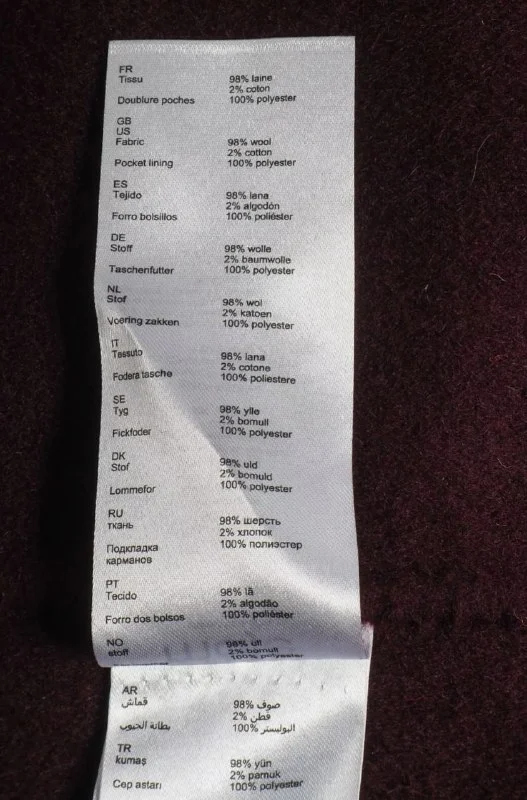 FR
Tissu 98% laine
2% coton
Doublure poches 100% polyester
GB
US
Fabric 98% wool
2% cotton
Pocket lining 100% polyester
ES
Tejido 98% lana
2% algodón
Forro bolsillos 100% poliéster
DE
Stoff 98% wolle
2% baumwolle
Taschenfutter 100% polyester
NL
Stof 98% wol
2% katoen
Voering zakken 100% polyester
IT
Tessuto 98% lana
2% cotone
Fodera tasche 100% poliestere
SE
Tyg 98% ylle
2% bomull
Fickfoder 100% polyester
DK
Stof 98% uld
2% bomuld
Lommefor 100% polyester
RU
ткань 98% шерсть
2% хлопок
Подкладка 100% полиэстер
карманов
PT
Tecido 98% lã
2% algodão
Forro dos bolsos 100% poliéster
NO
stoff 98% ull
2% bomull
100% polyester
AR
قماش 98% صوف
2% قطن
بطانة الجيوب 100% البوليستر
TR
kumaş 98% yün
2% pamuk
Cep astarı 100% polyester